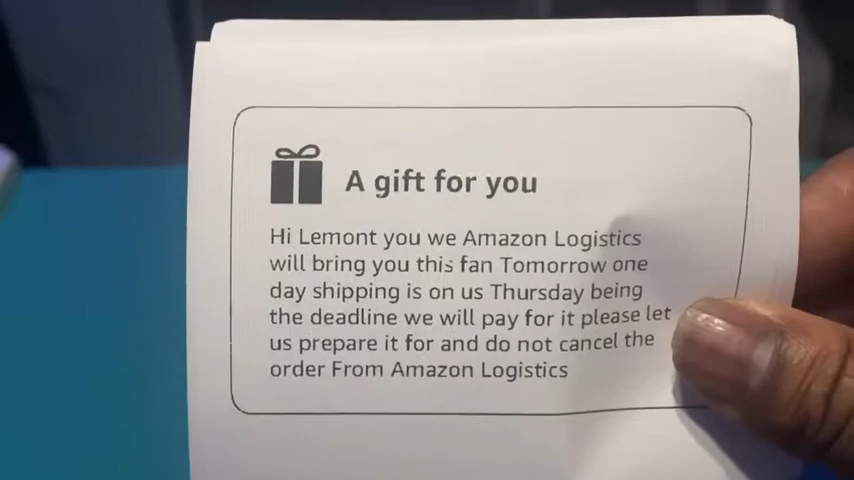 A gift for you
Hi Lemont you we Amazon Logistics
will bring you this fan Tomorrow one
day shipping is on us Thursday being
the deadline we will pay for it please let
us prepare it for and do not cancel the
order From Amazon Logistics